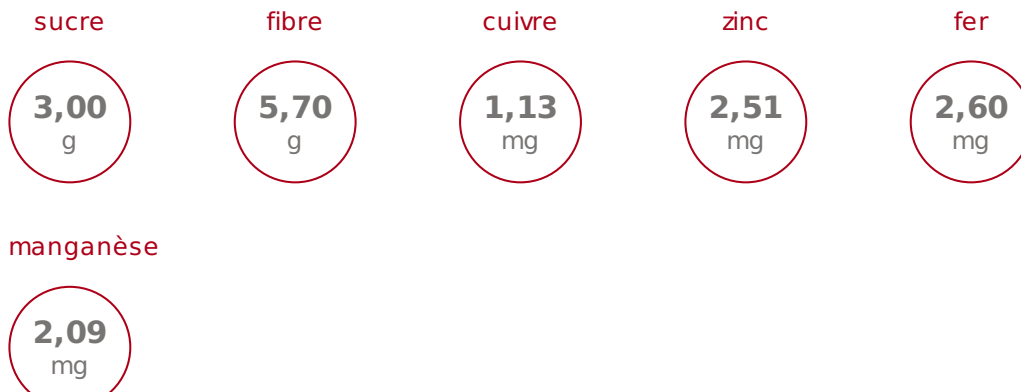 sucre fibre cuivre zinc fer
3,00 5,70 1,13 2,51 2,60
g g mg mg mg
manganèse
2,09
mg